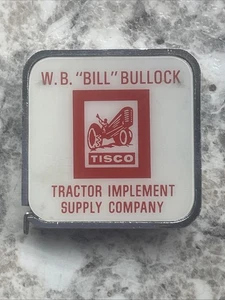 W. B. "BILL" BULLOCK
TISCO
TRACTOR IMPLEMENT
SUPPLY COMPANY